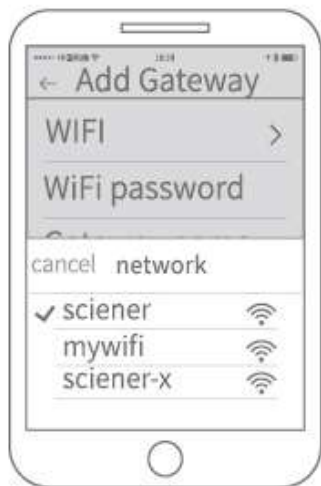 ← Add Gateway
WIFI >
WiFi password
cancel network
✓ sciener
mywifi
sciener-x